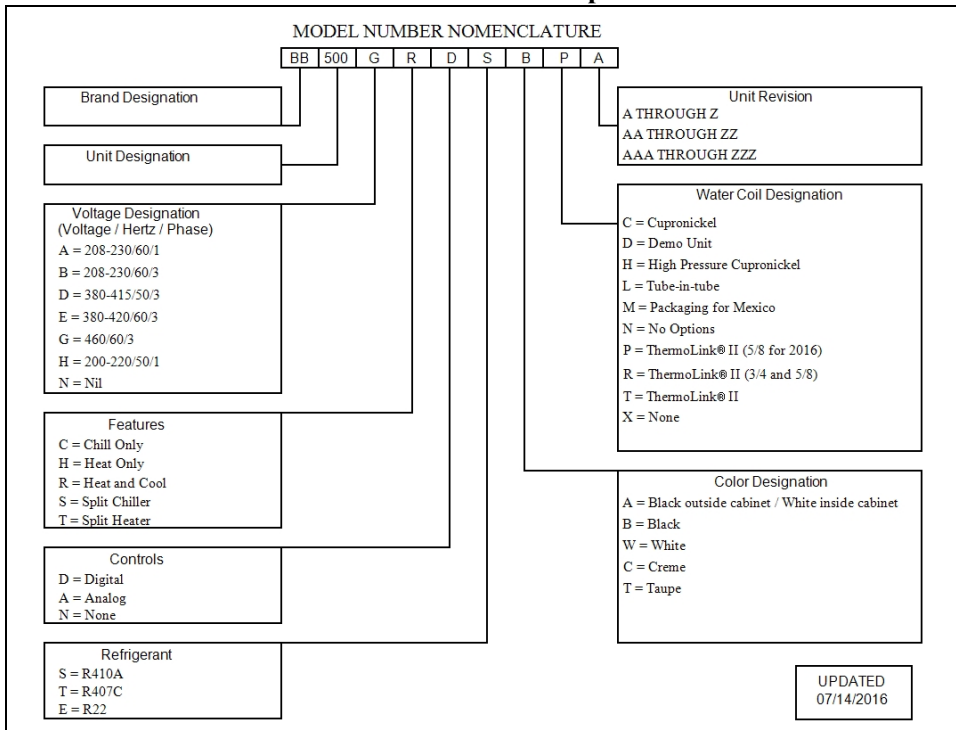 MODEL NUMBER NOMENCLATURE
BB 500 G R D S B P A
Brand Designation
Unit Designation
Voltage Designation
(Voltage / Hertz / Phase)
A = 208-230/60/1
B = 208-230/60/3
D = 380-415/50/3
E = 380-420/60/3
G = 460/60/3
H = 200-220/50/1
N = Nil
Features
C = Chill Only
H = Heat Only
R = Heat and Cool
S = Split Chiller
T = Split Heater
Controls
D = Digital
A = Analog
N = None
Refrigerant
S = R410A
T = R407C
E = R22
Unit Revision
A THROUGH Z
AA THROUGH ZZ
AAA THROUGH ZZZ
Water Coil Designation
C = Cupronickel
D = Demo Unit
H = High Pressure Cupronickel
L = Tube-in-tube
M = Packaging for Mexico
N = No Options
P = ThermoLink® II (5/8 for 2016)
R = ThermoLink® II (3/4 and 5/8)
T = ThermoLink® II
X = None
Color Designation
A = Black outside cabinet / White inside cabinet
B = Black
W = White
C = Creme
T = Taupe
UPDATED
07/14/2016